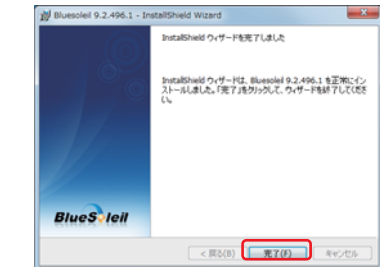 Bluesoleil 9.2.496.1 - InstallShield Wizard
InstallShield ウィザードを完了しました
InstallShield ウィザードは、Bluesoleil 9.2.496.1 を正常にイン
ストールしました。「完了」をクリックして、ウィザードを終了してくださ
い。
BlueSoleil
< 戻る(B)
完了(F)
キャンセル